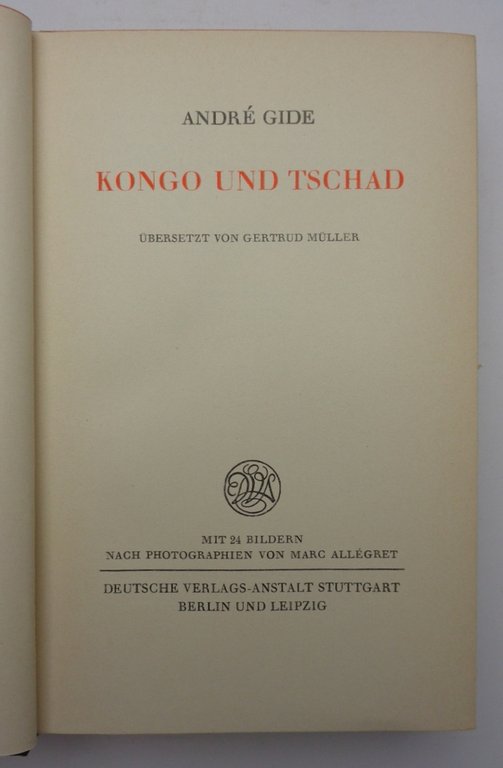 ANDRÉ GIDE
KONGO UND TSCHAD
ÜBERSETZT VON GERTRUD MÜLLER
MIT 24 BILDERN
NACH PHOTOGRAPHIEN VON MARC ALLÉGRET
DEUTSCHE VERLAGS-ANSTALT STUTTGART
BERLIN UND LEIPZIG